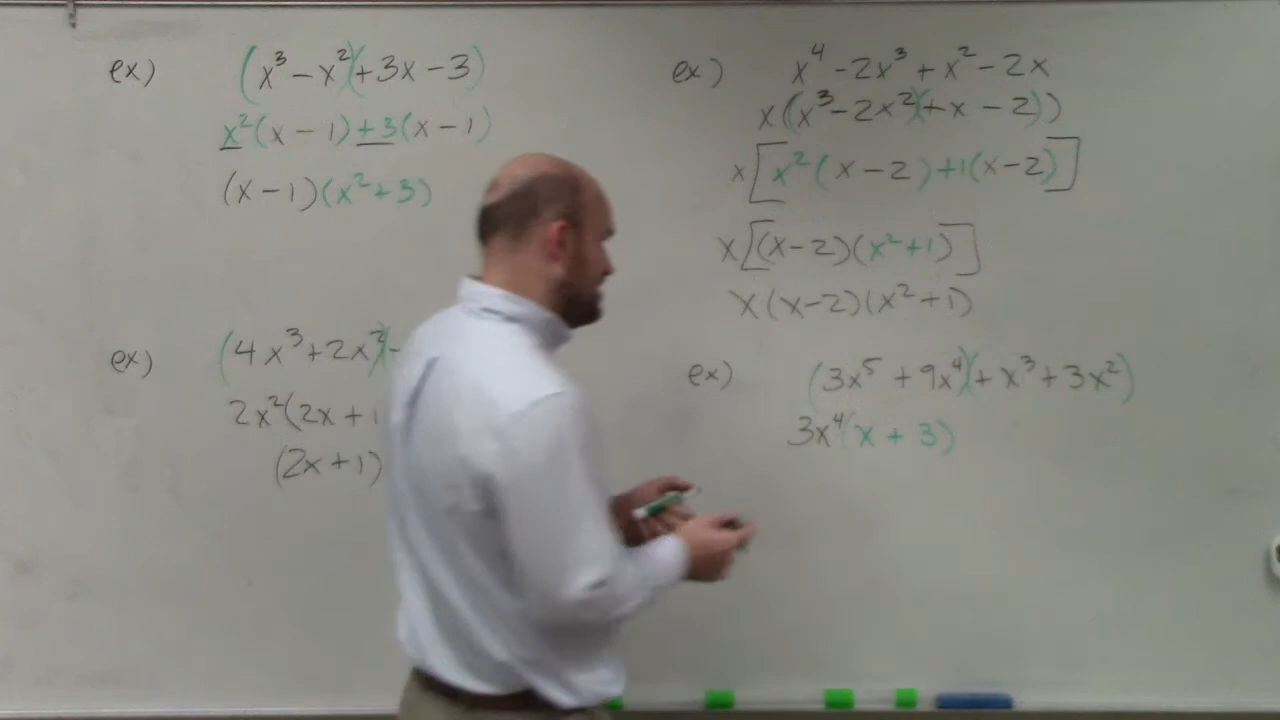 ex) (x³ – x²)(+3x – 3)
x²(x – 1) +3(x – 1)
(x – 1)(x² + 3)
ex) (4x³ + 2x²)(–
2x²(2x + 1
(2x + 1)
ex) x⁴ – 2x³ + x² – 2x
x((x³ – 2x²)(+x – 2))
x[x²(x – 2) +1(x – 2)]
x[(x – 2)(x² + 1)]
x(x – 2)(x² + 1)
ex) (3x⁵ + 9x⁴)(+ x³ + 3x²)
3x⁴(x + 3)